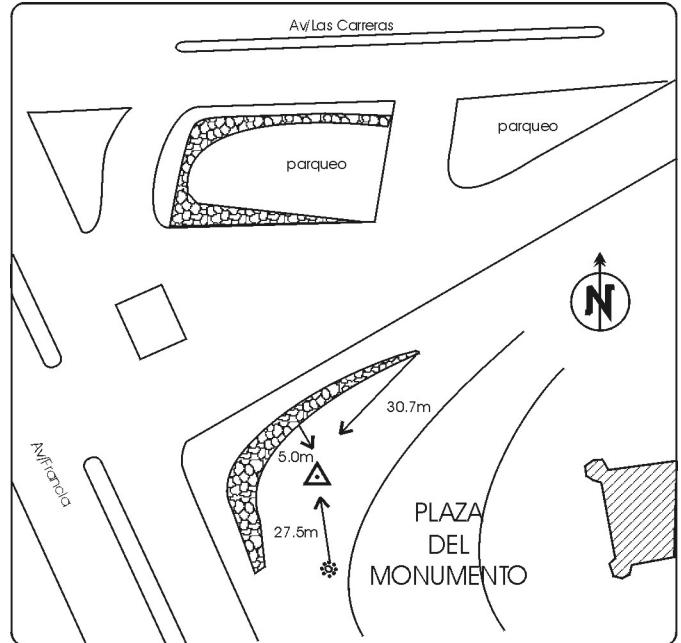 Av/Las Carreras
parqueo
parqueo
N
30.7m
5.0m
Av/Francia
27.5m
PLAZA
DEL
MONUMENTO